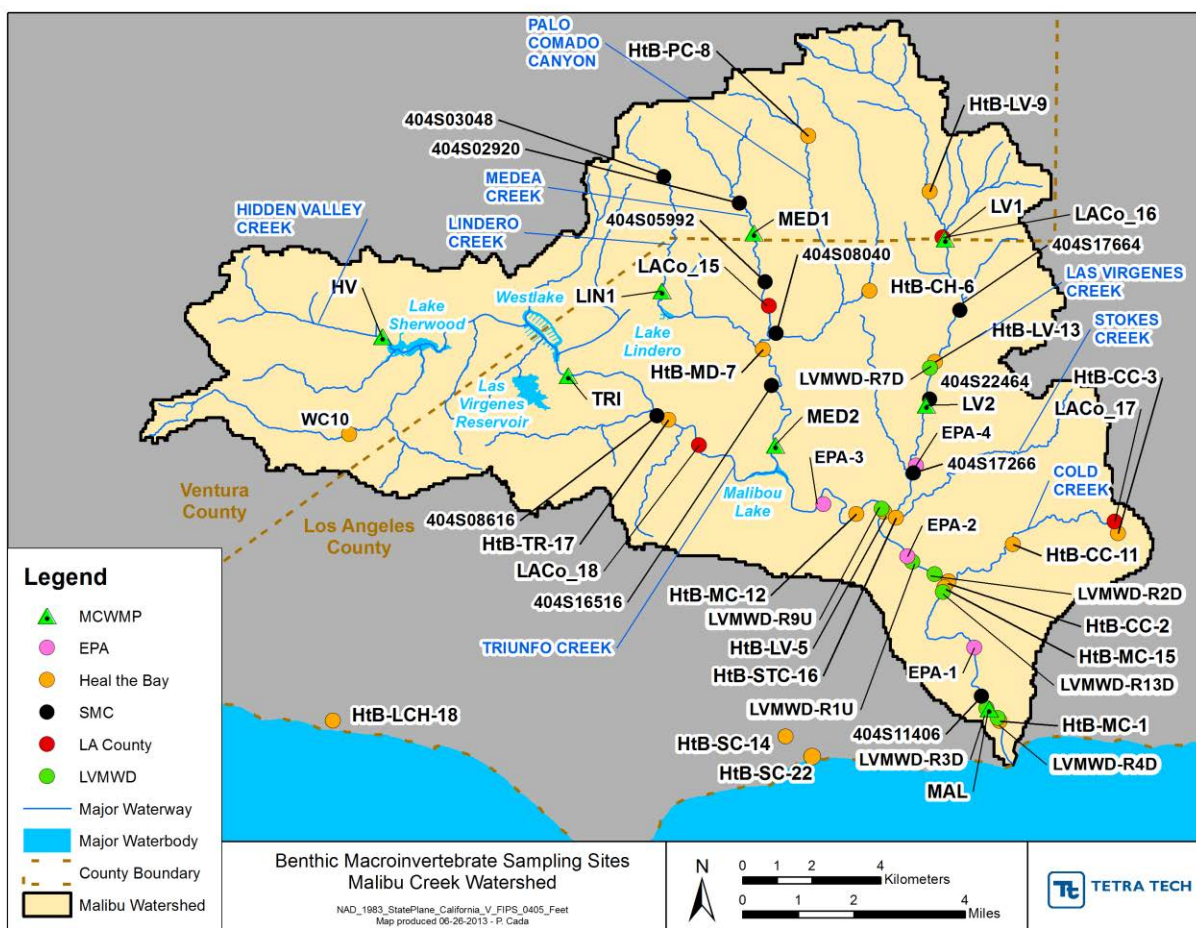 PALO
COMADO
CANYON
HtB-PC-8
HtB-LV-9
404S03048
404S02920
MEDEA
CREEK
404S05992
MED1
LV1
LACo_16
404S17664
HIDDEN VALLEY
CREEK
LINDERO
CREEK
404S08040
LACo_15
HtB-CH-6
LAS VIRGENES
CREEK
HV
Westlake
LIN1
Lake
Sherwood
Lake
Lindero
HtB-LV-13
STOKES
CREEK
HtB-MD-7
LVMWD-R7D
404S22464
HtB-CC-3
Las
Virgenes
Reservoir
TRI
LV2
LACo_17
WC10
MED2
EPA-4
EPA-3
404S17266
COLD
CREEK
Ventura
County
Malibou
Lake
Los Angeles
County
404S08616
HtB-TR-17
EPA-2
HtB-CC-11
LACo_18
404S16516
HtB-MC-12
LVMWD-R9U
LVMWD-R2D
HtB-CC-2
TRIUNFO CREEK
HtB-LV-5
HtB-MC-15
HtB-STC-16
EPA-1
LVMWD-R13D
LVMWD-R1U
HtB-LCH-18
HtB-SC-14
404S11406
HtB-MC-1
HtB-SC-22
LVMWD-R3D
LVMWD-R4D
MAL
Legend
MCWMP
EPA
Heal the Bay
SMC
LA County
LVMWD
Major Waterway
Major Waterbody
County Boundary
Malibu Watershed
Benthic Macroinvertebrate Sampling Sites
Malibu Creek Watershed
NAD_1983_StatePlane_California_V_FIPS_0405_Feet
Map produced 06-26-2013 - P. Cada
N
0 1 2 4
Kilometers
0 2 4
Miles
Tt TETRA TECH